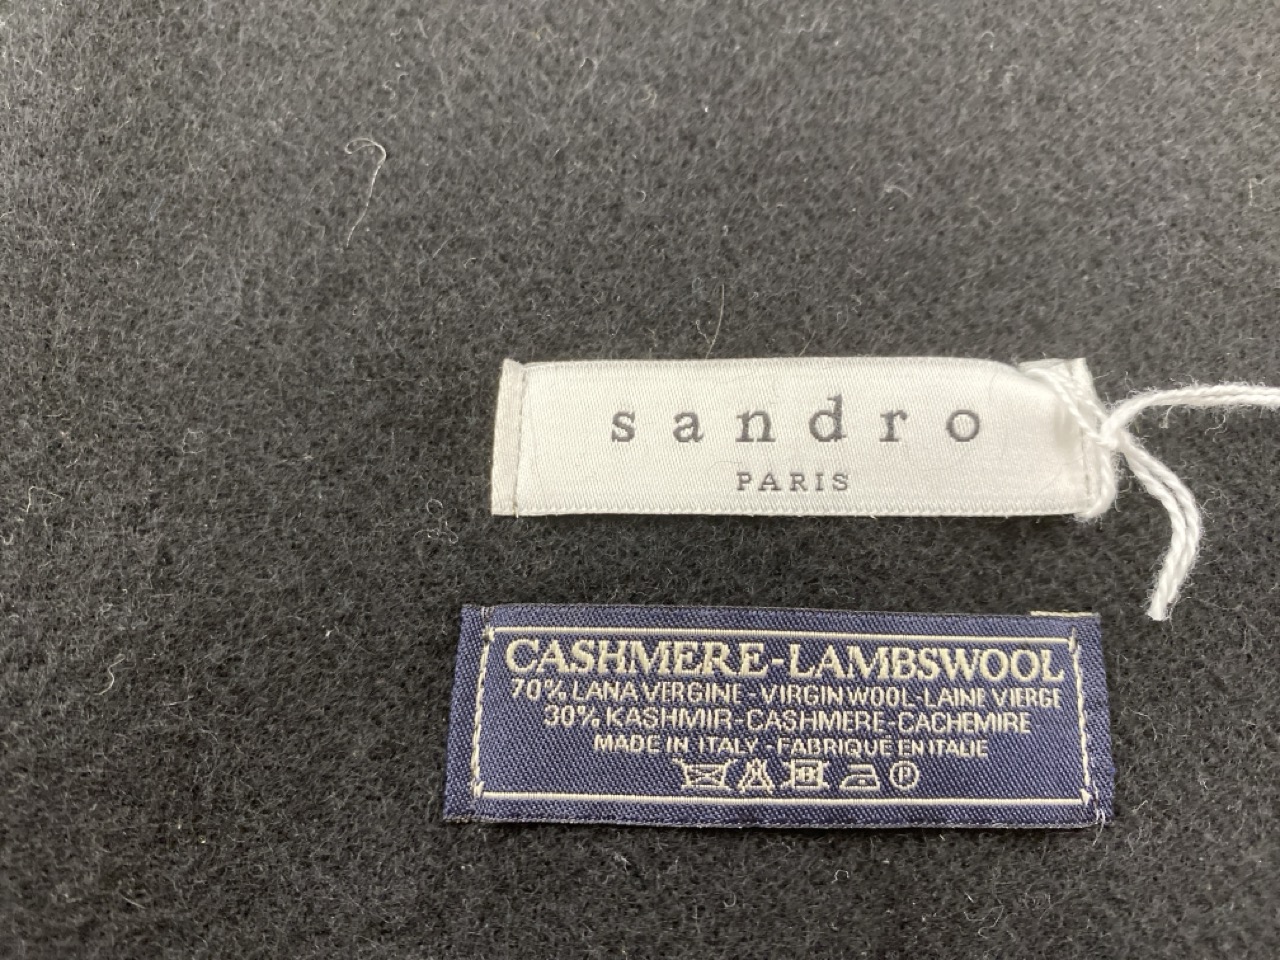 sandro
PARIS
CASHMERE-LAMBSWOOL
70% LANA VERGINE-VIRGIN WOOL-LAINE VIERGE
30% KASHMIR-CASHMERE-CACHEMIRE
MADE IN ITALY-FABRIQUE EN ITALIE
P